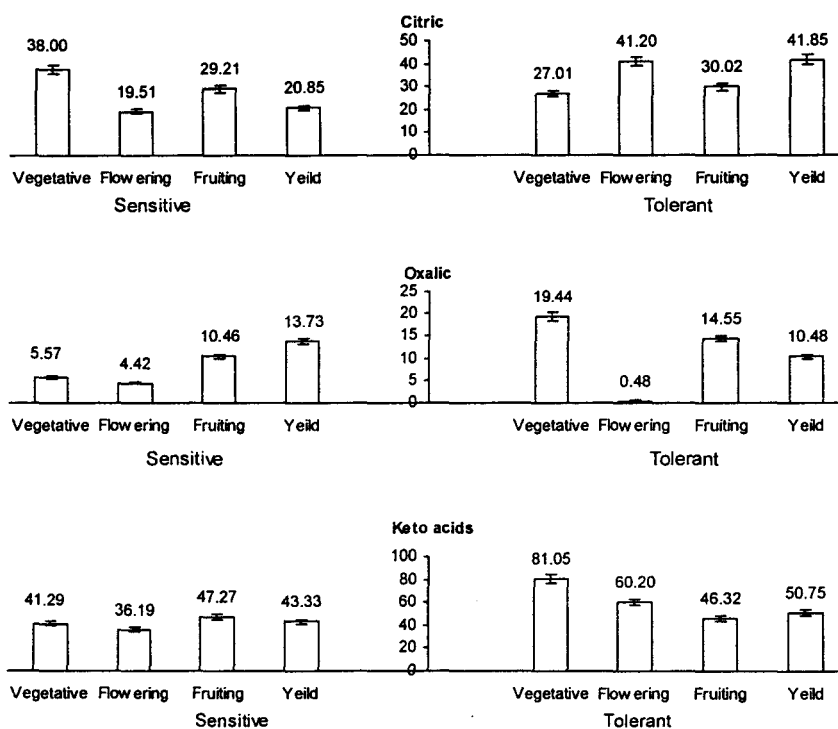 Citric
50
40
30
20
10
0
38.00 19.51 29.21 20.85
27.01 41.20 30.02 41.85
Vegetative Flowering Fruiting Yeild Vegetative Flowering Fruiting Yeild
Sensitive Tolerant
Oxalic
25
20
15
10
5
0
5.57 4.42 10.46 13.73
19.44 0.48 14.55 10.48
Vegetative Flowering Fruiting Yeild Vegetative Flowering Fruiting Yeild
Sensitive Tolerant
Keto acids
100
80
60
40
20
0
41.29 36.19 47.27 43.33
81.05 60.20 46.32 50.75
Vegetative Flowering Fruiting Yeild Vegetative Flowering Fruiting Yeild
Sensitive Tolerant